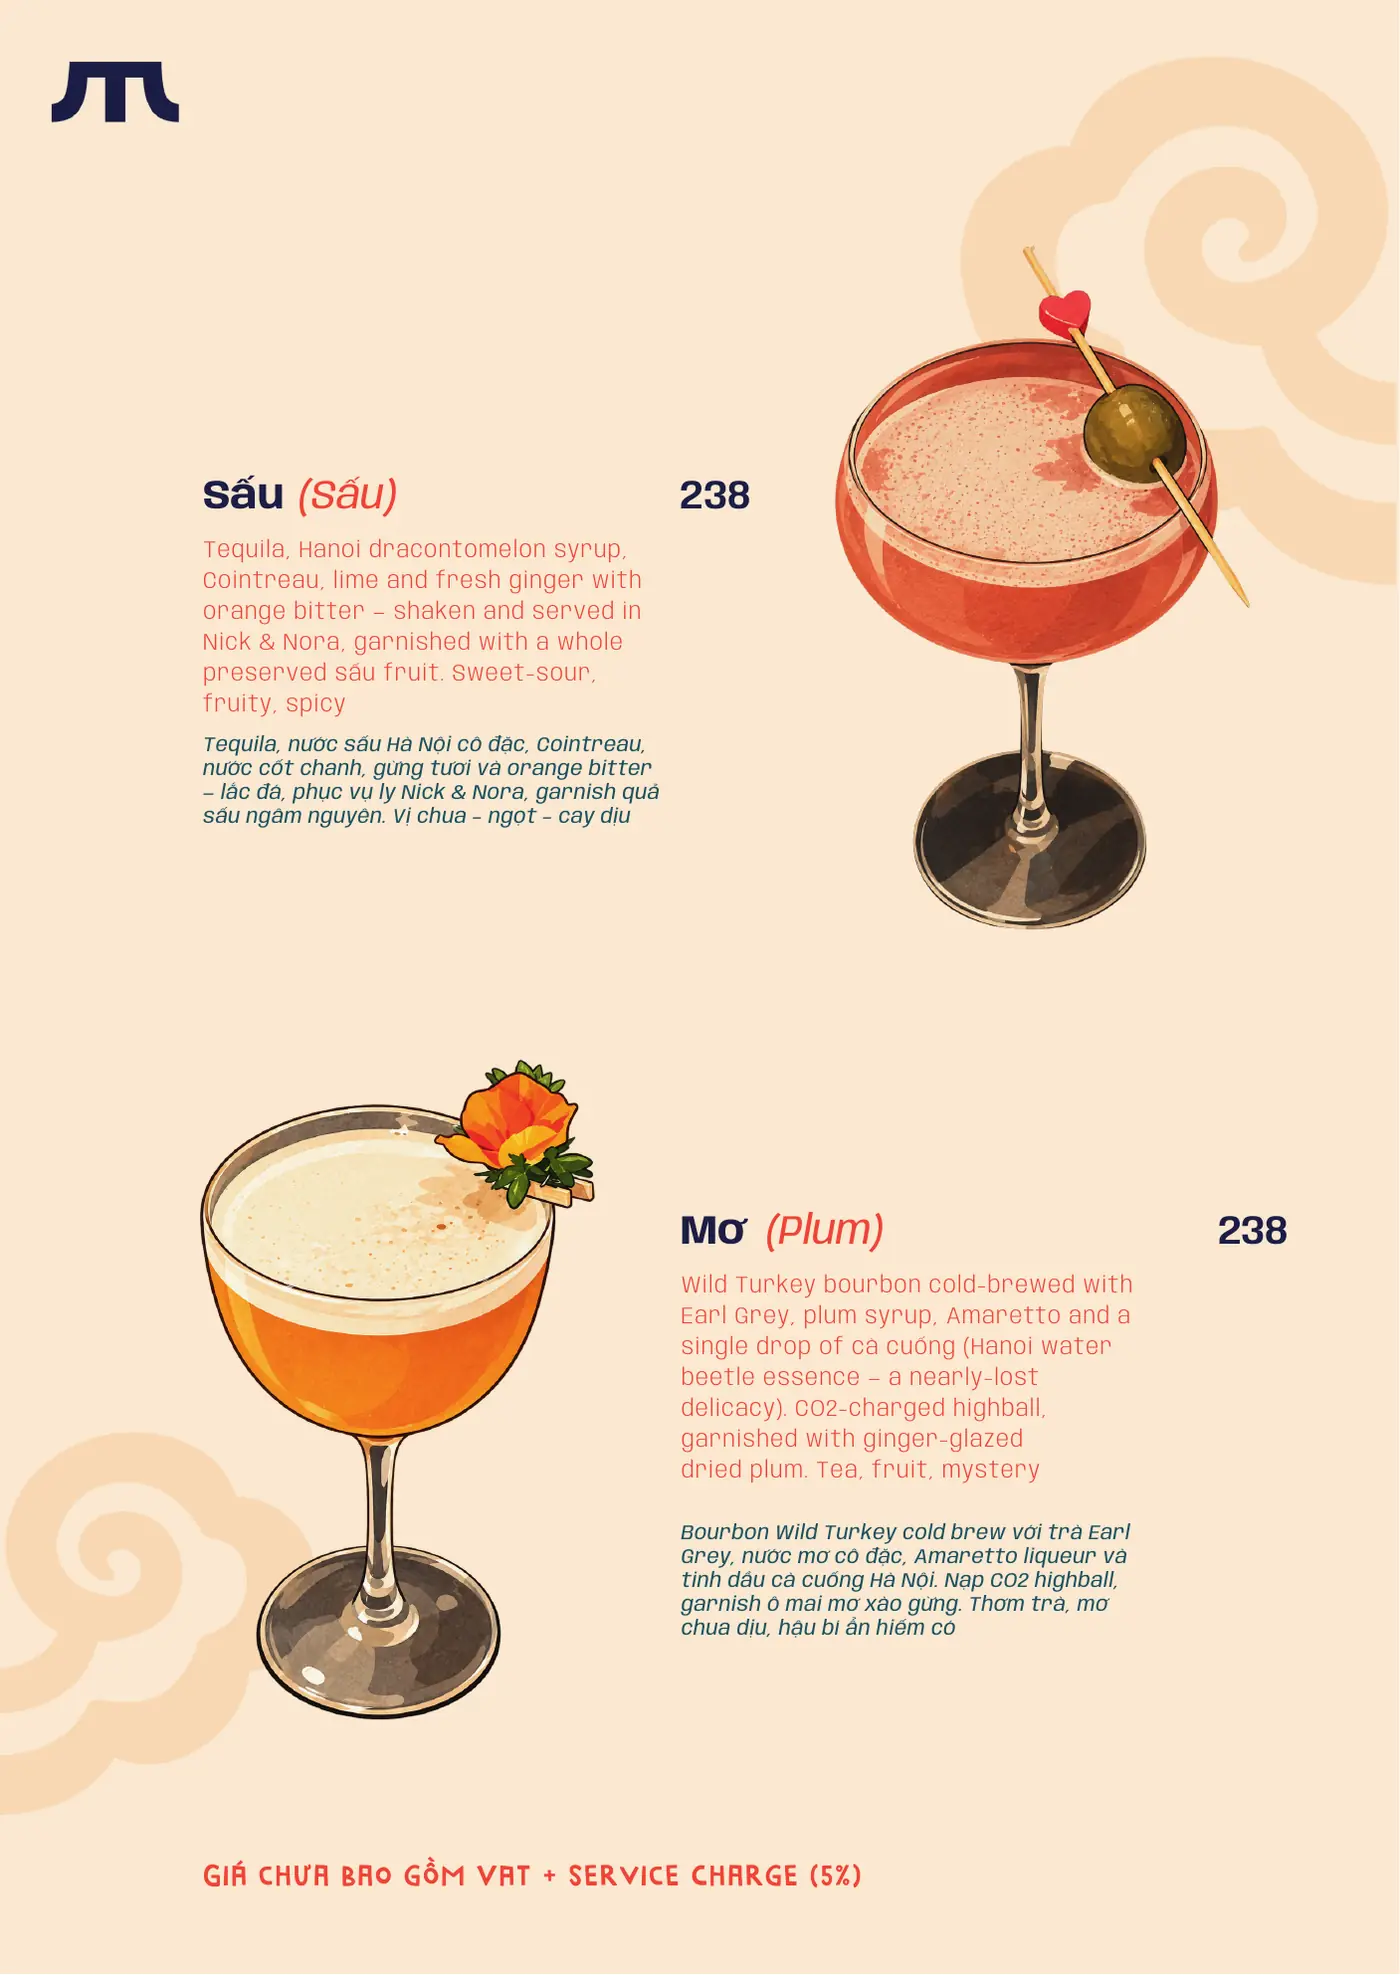 Sấu (Sấu) 238
Tequila, Hanoi dracontomelon syrup,
Cointreau, lime and fresh ginger with
orange bitter – shaken and served in
Nick & Nora, garnished with a whole
preserved sấu fruit. Sweet-sour,
fruity, spicy
Tequila, nước sấu Hà Nội cô đặc, Cointreau,
nước cốt chanh, gừng tươi và orange bitter
– lắc đá, phục vụ ly Nick & Nora, garnish quả
sấu ngâm nguyên. Vị chua - ngọt - cay dịu
Mơ (Plum) 238
Wild Turkey bourbon cold-brewed with
Earl Grey, plum syrup, Amaretto and a
single drop of cà cuống (Hanoi water
beetle essence – a nearly-lost
delicacy). CO2-charged highball,
garnished with ginger-glazed
dried plum. Tea, fruit, mystery
Bourbon Wild Turkey cold brew với trà Earl
Grey, nước mơ cô đặc, Amaretto liqueur và
tinh dầu cà cuống Hà Nội. Nạp CO2 highball,
garnish ô mai mơ xào gừng. Thơm trà, mơ
chua dịu, hậu bí ẩn hiếm có
GIÁ CHƯA BAO GỒM VAT + SERVICE CHARGE (5%)